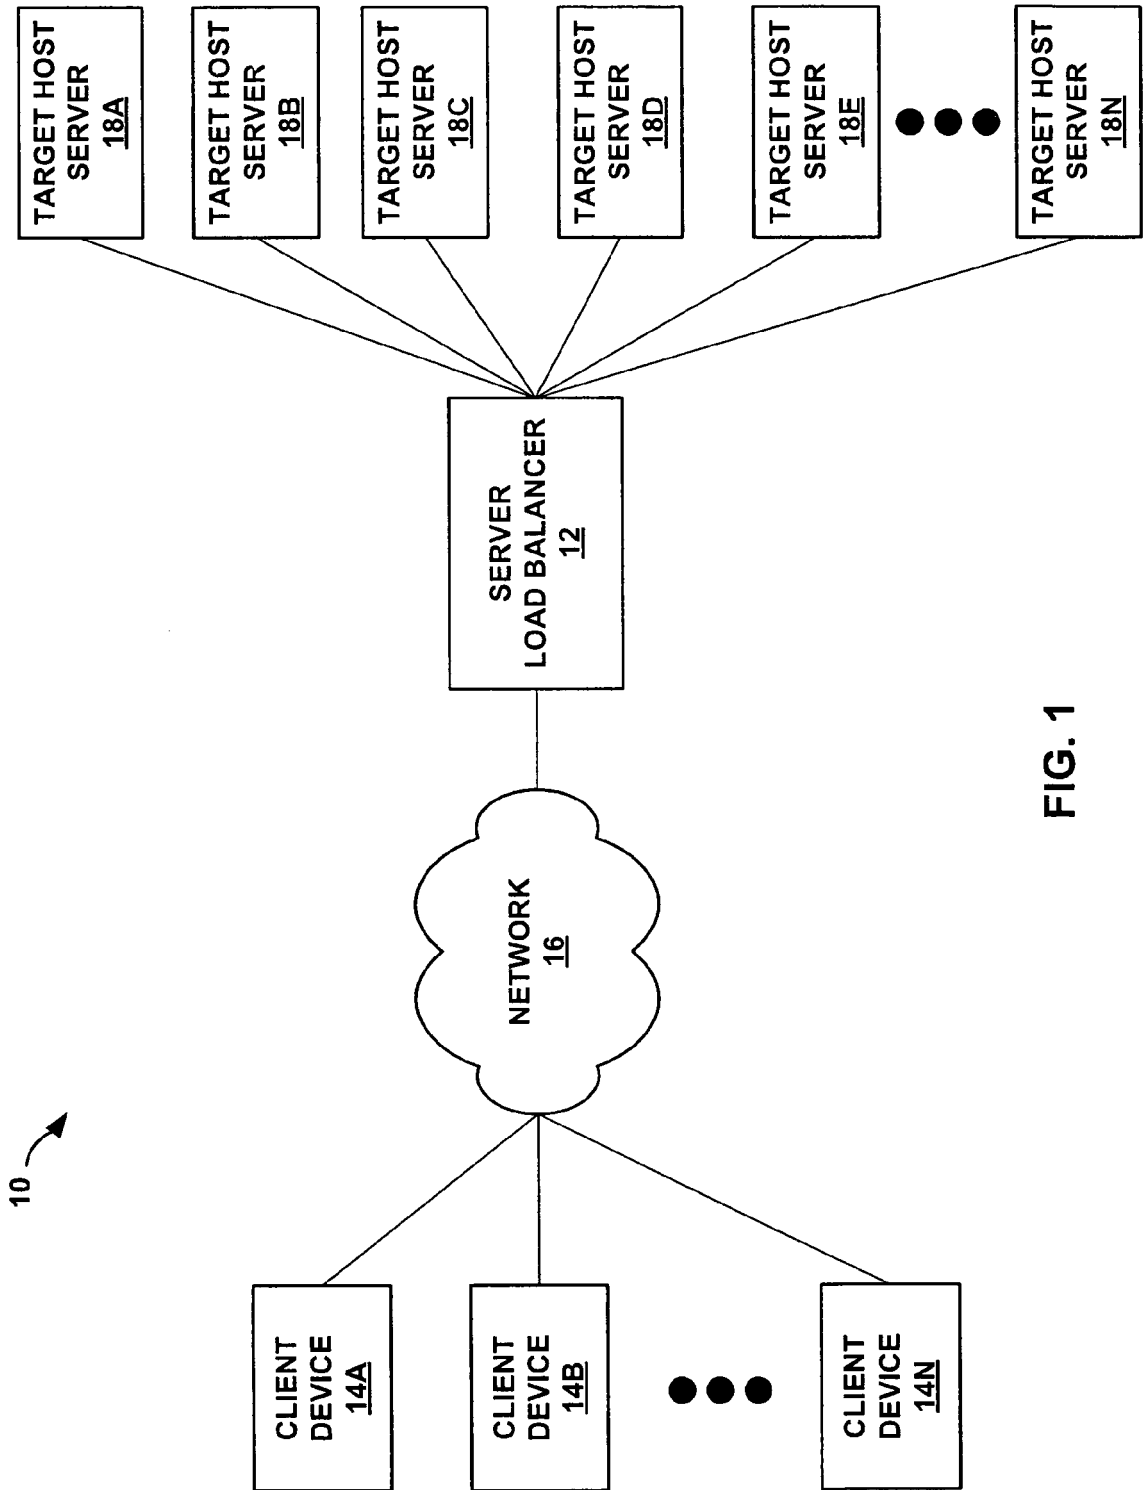 10
CLIENT
DEVICE
14A
CLIENT
DEVICE
14B
CLIENT
DEVICE
14N
NETWORK
16
SERVER
LOAD BALANCER
12
TARGET HOST
SERVER
18A
TARGET HOST
SERVER
18B
TARGET HOST
SERVER
18C
TARGET HOST
SERVER
18D
TARGET HOST
SERVER
18E
TARGET HOST
SERVER
18N
FIG. 1